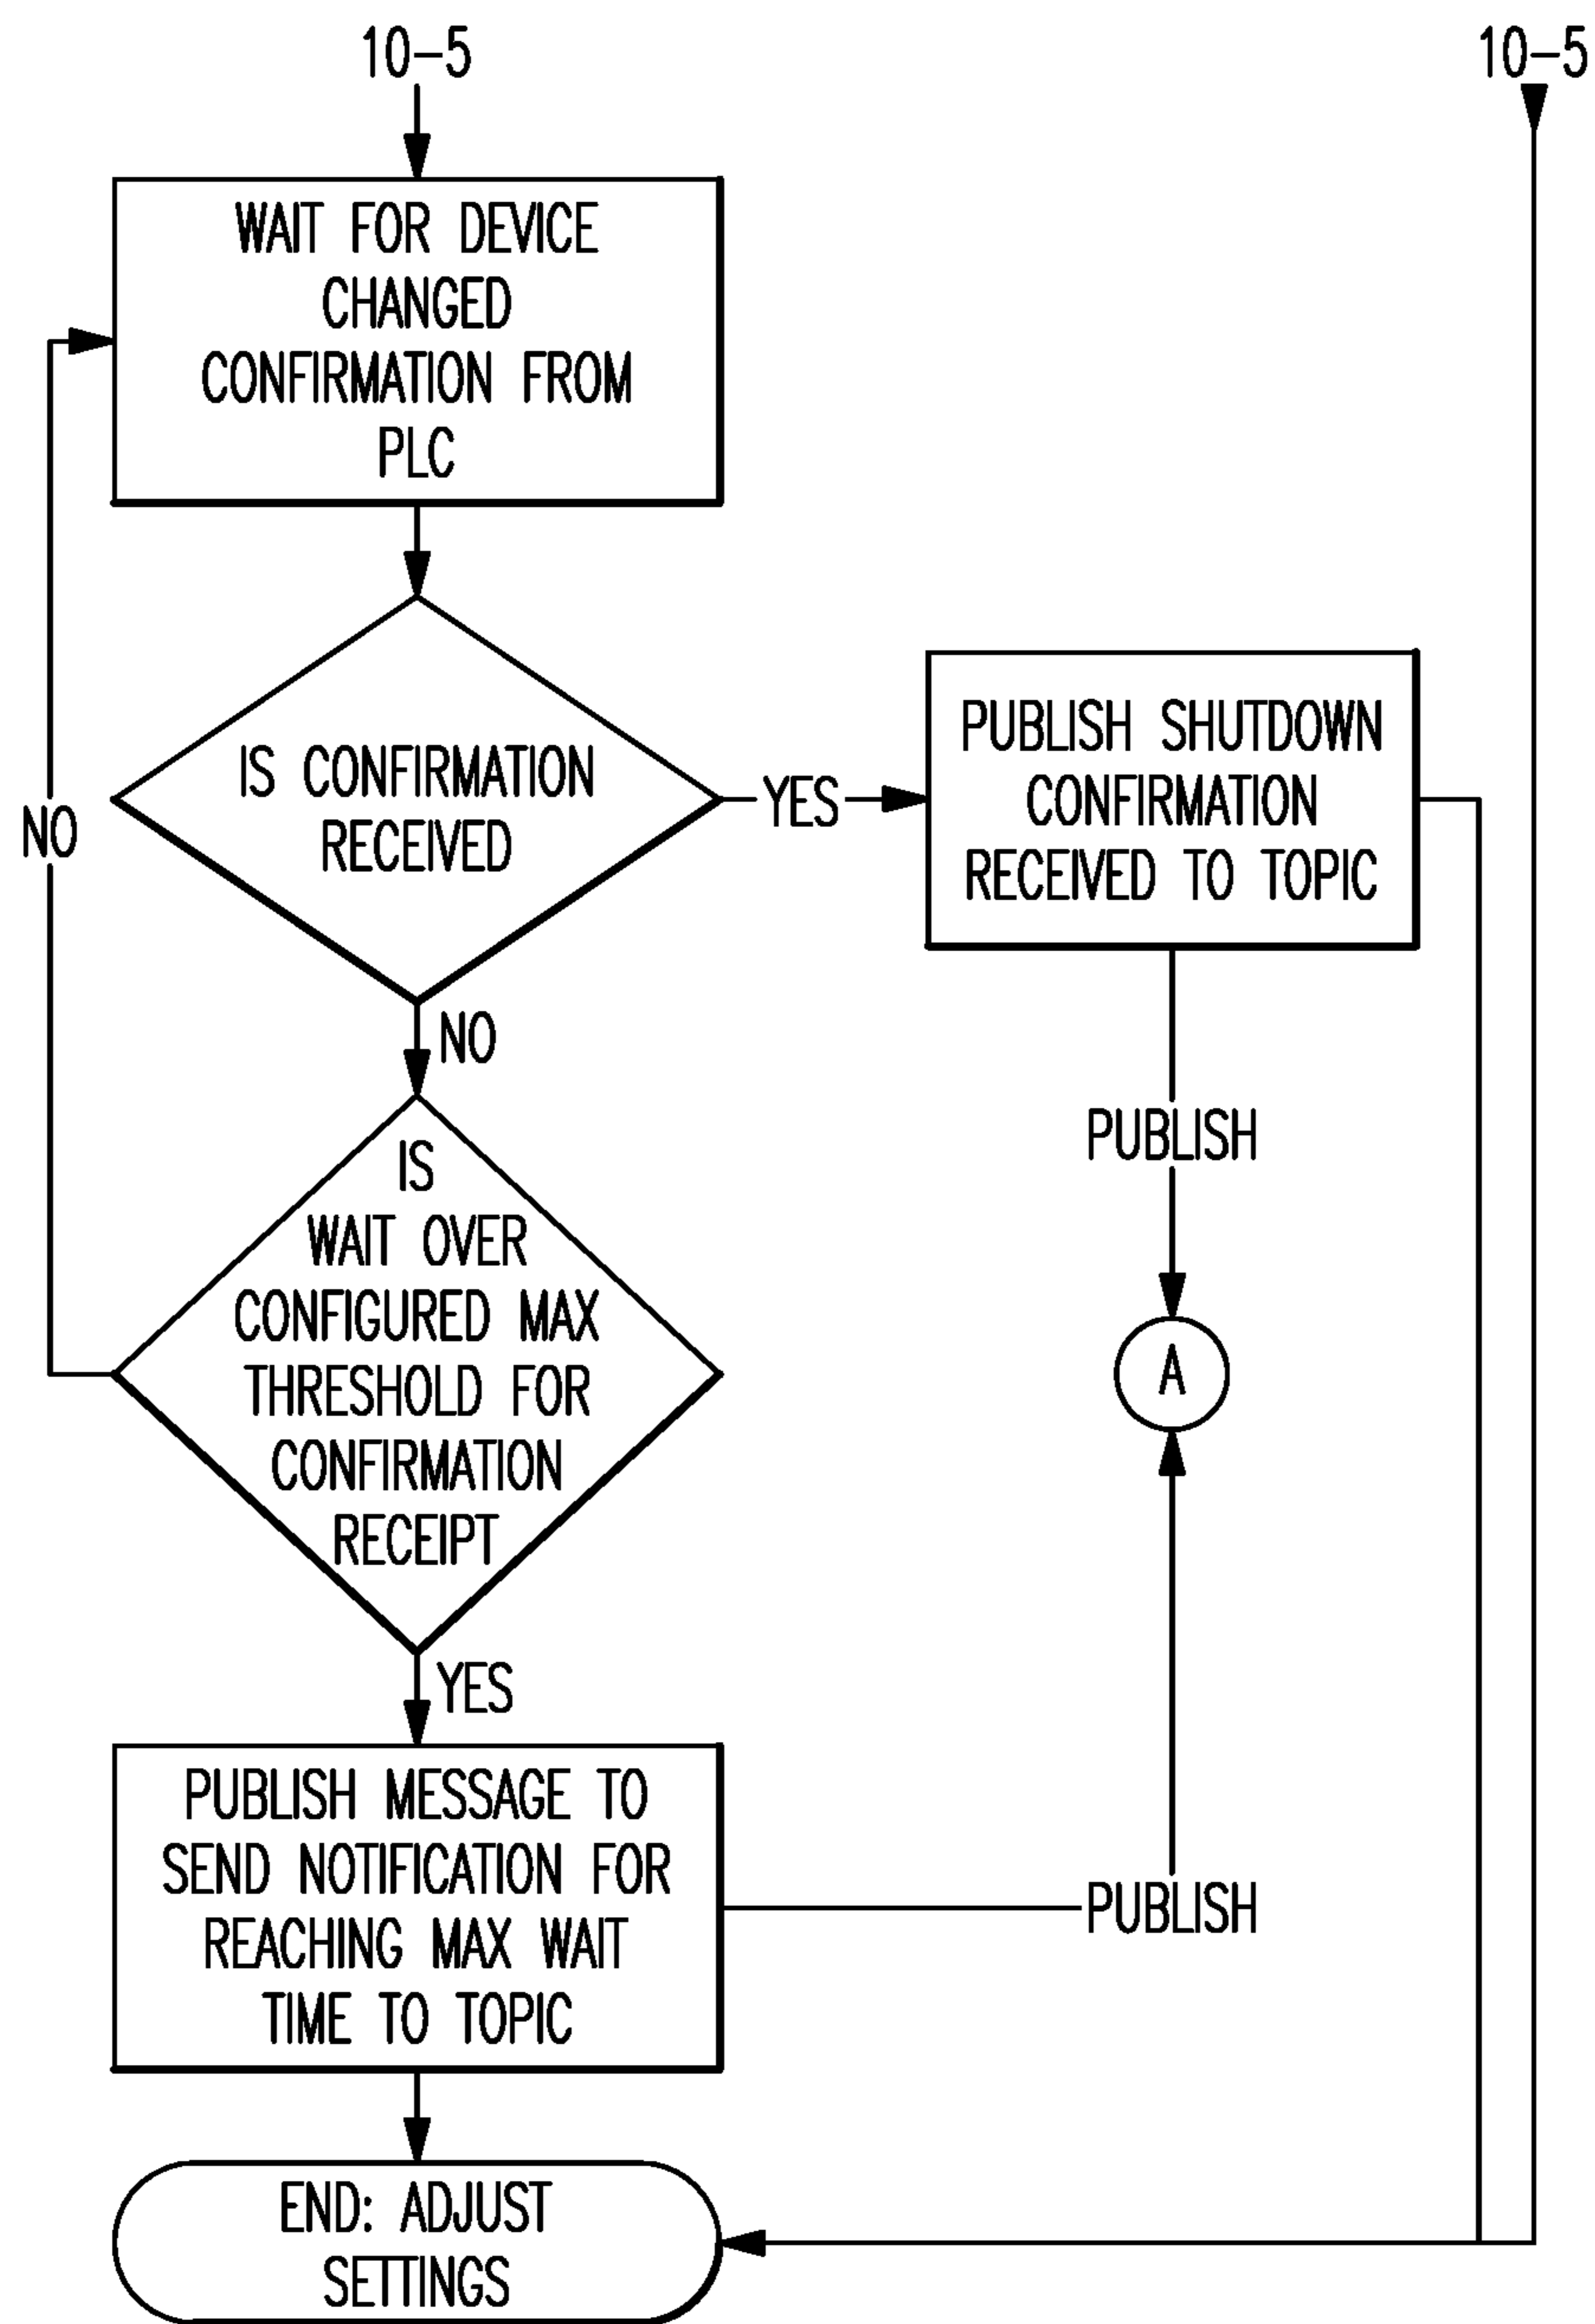 10-5
10-5
WAIT FOR DEVICE
CHANGED
CONFIRMATION FROM
PLC
IS CONFIRMATION
RECEIVED
YES
PUBLISH SHUTDOWN
CONFIRMATION
RECEIVED TO TOPIC
NO
NO
PUBLISH
IS
WAIT OVER
CONFIGURED MAX
THRESHOLD FOR
CONFIRMATION
RECEIPT
A
YES
PUBLISH MESSAGE TO
SEND NOTIFICATION FOR
REACHING MAX WAIT
TIME TO TOPIC
PUBLISH
END: ADJUST
SETTINGS